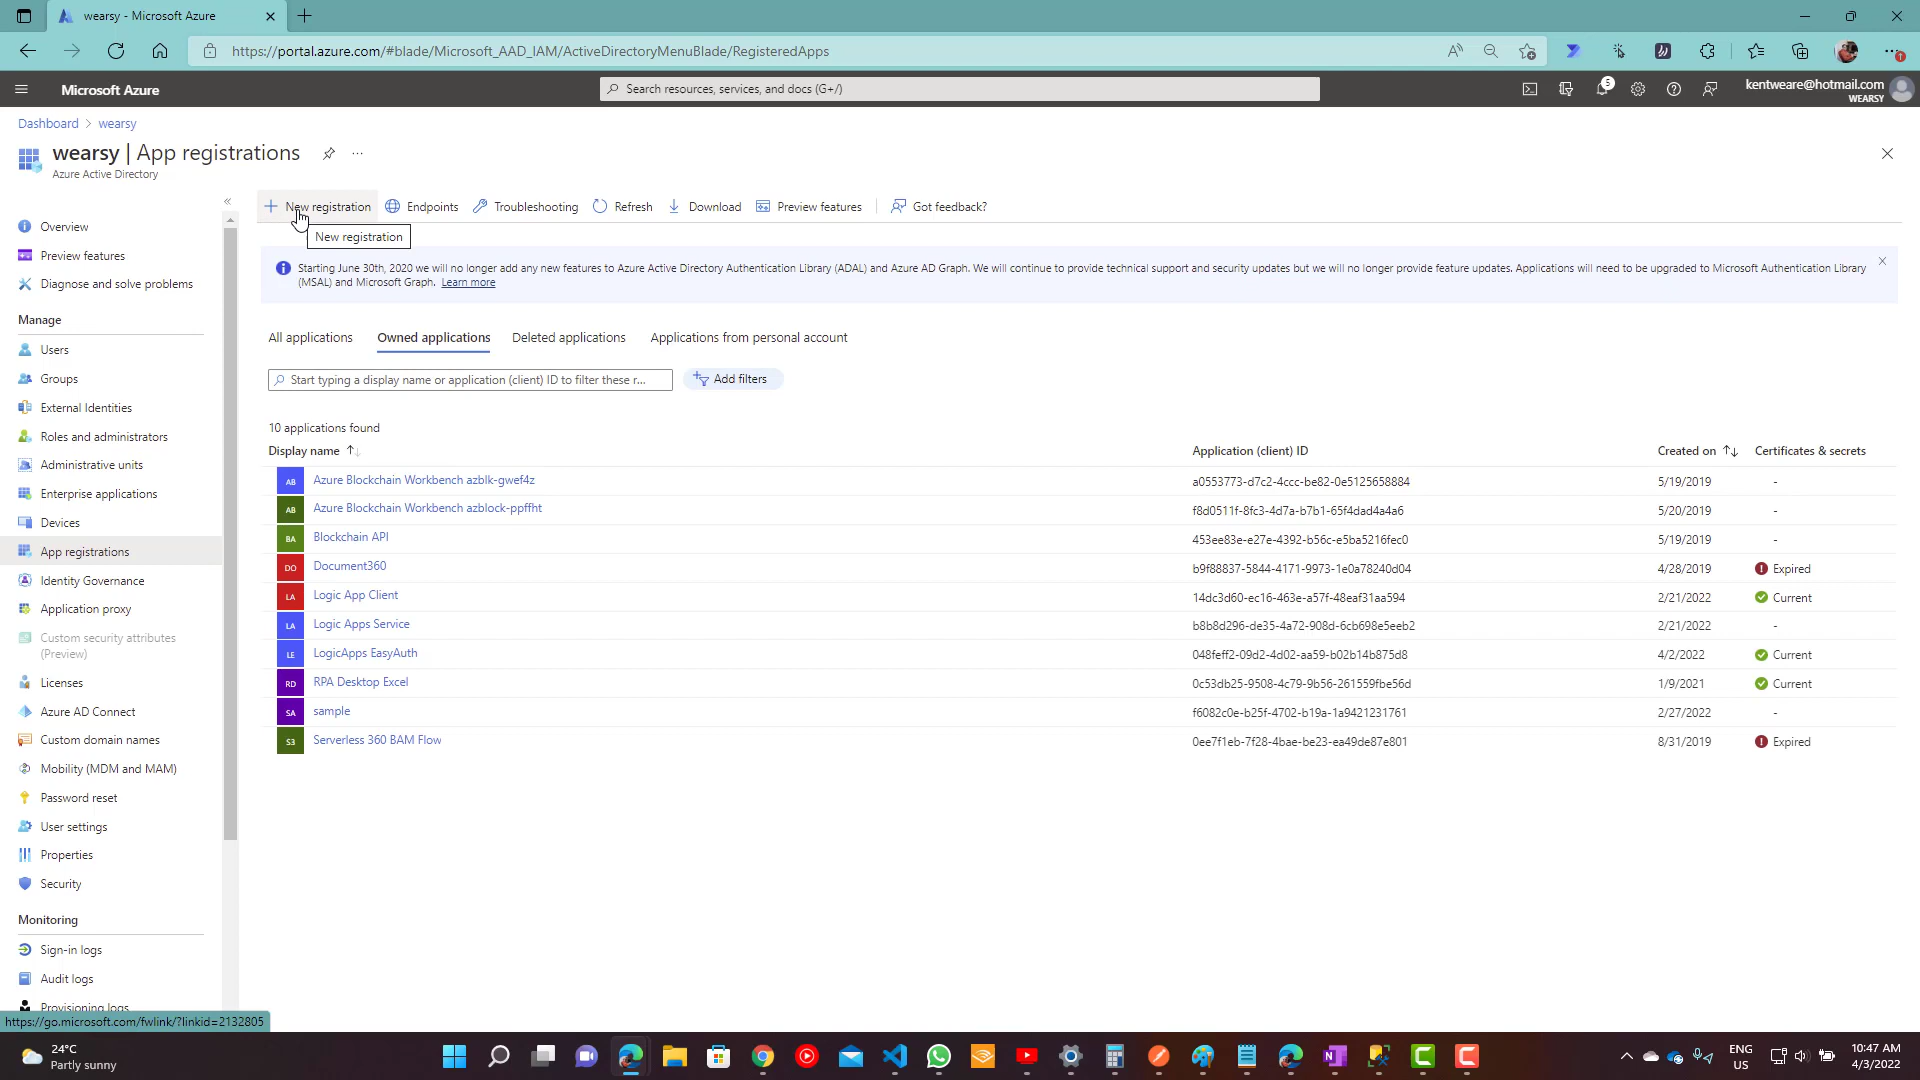 wearsy - Microsoft Azure
https://portal.azure.com/#blade/Microsoft_AAD_IAM/ActiveDirectoryMenuBlade/RegisteredApps
Microsoft Azure
Search resources, services, and docs (G+/)
5
kentweare@hotmail.com
WEARSY
Dashboard > wearsy
wearsy | App registrations
Azure Active Directory
New registration
Endpoints
Troubleshooting
Refresh
Download
Preview features
Got feedback?
New registration
Starting June 30th, 2020 we will no longer add any new features to Azure Active Directory Authentication Library (ADAL) and Azure AD Graph. We will continue to provide technical support and security updates but we will no longer provide feature updates. Applications will need to be upgraded to Microsoft Authentication Library
(MSAL) and Microsoft Graph. Learn more
Overview
Preview features
Diagnose and solve problems
Manage
Users
Groups
External Identities
Roles and administrators
Administrative units
Enterprise applications
Devices
App registrations
Identity Governance
Application proxy
Custom security attributes
(Preview)
Licenses
Azure AD Connect
Custom domain names
Mobility (MDM and MAM)
Password reset
User settings
Properties
Security
Monitoring
Sign-in logs
Audit logs
Provisioning logs
All applications
Owned applications
Deleted applications
Applications from personal account
Start typing a display name or application (client) ID to filter these r...
Add filters
10 applications found
Display name Application (client) ID Created on Certificates & secrets
AB Azure Blockchain Workbench azblk-gwef4z a0553773-d7c2-4ccc-be82-0e5125658884 5/19/2019 -
AB Azure Blockchain Workbench azblock-ppffht f8d0511f-8fc3-4d7a-b7b1-65f4dad4a4a6 5/20/2019 -
BA Blockchain API 453ee83e-e27e-4392-b56c-e5ba5216fec0 5/19/2019 -
DO Document360 b9f88837-5844-4171-9973-1e0a78240d04 4/28/2019 Expired
LA Logic App Client 14dc3d60-ec16-463e-a57f-48eaf31aa594 2/21/2022 Current
LA Logic Apps Service b8b8d296-de35-4a72-908d-6cb698e5eeb2 2/21/2022 -
LE LogicApps EasyAuth 048feff2-09d2-4d02-aa59-b02b14b875d8 4/2/2022 Current
RD RPA Desktop Excel 0c53db25-9508-4c79-9b56-261559fbe56d 1/9/2021 Current
SA sample f6082c0e-b25f-4702-b19a-1a9421231761 2/27/2022 -
S3 Serverless 360 BAM Flow 0ee7f1eb-7f28-4bae-be23-ea49de87e801 8/31/2019 Expired
https://go.microsoft.com/fwlink/?linkid=2132805
24°C
Partly sunny
ENG
US
10:47 AM
4/3/2022